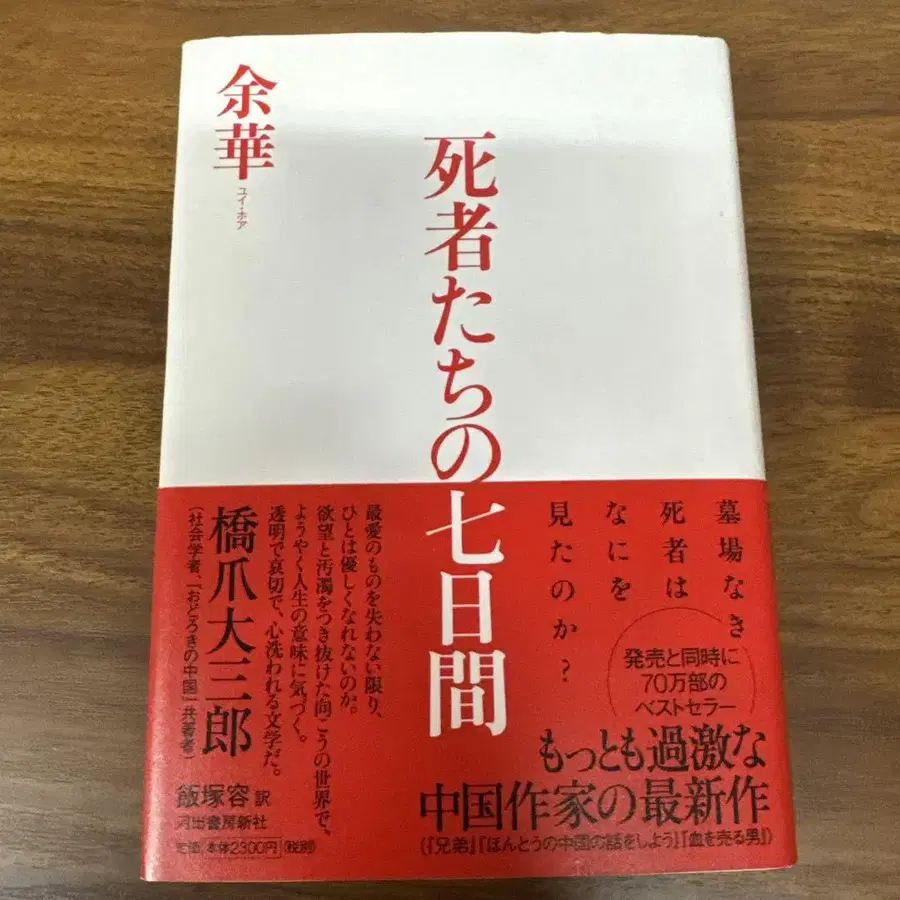 余華
ユイ・ホア
死者たちの七日間
墓場なき
死者は
なにを
見たのか？
発売と同時に
70万部の
ベストセラー
もっとも過激な
中国作家の最新作
（『兄弟』『ほんとうの中国の話をしよう』『血を売る男』）
最愛のものを失わない限り、
ひとは優しくなれないのか。
欲望と汚濁をつき抜けた向こうの世界で、
ようやく人生の意味に気づく。
透明で哀切で、心洗われる文学だ。
橋爪大三郎
（社会学者、『おどろきの中国』共著者）
飯塚容 訳
河出書房新社
定価 本体2300円（税別）